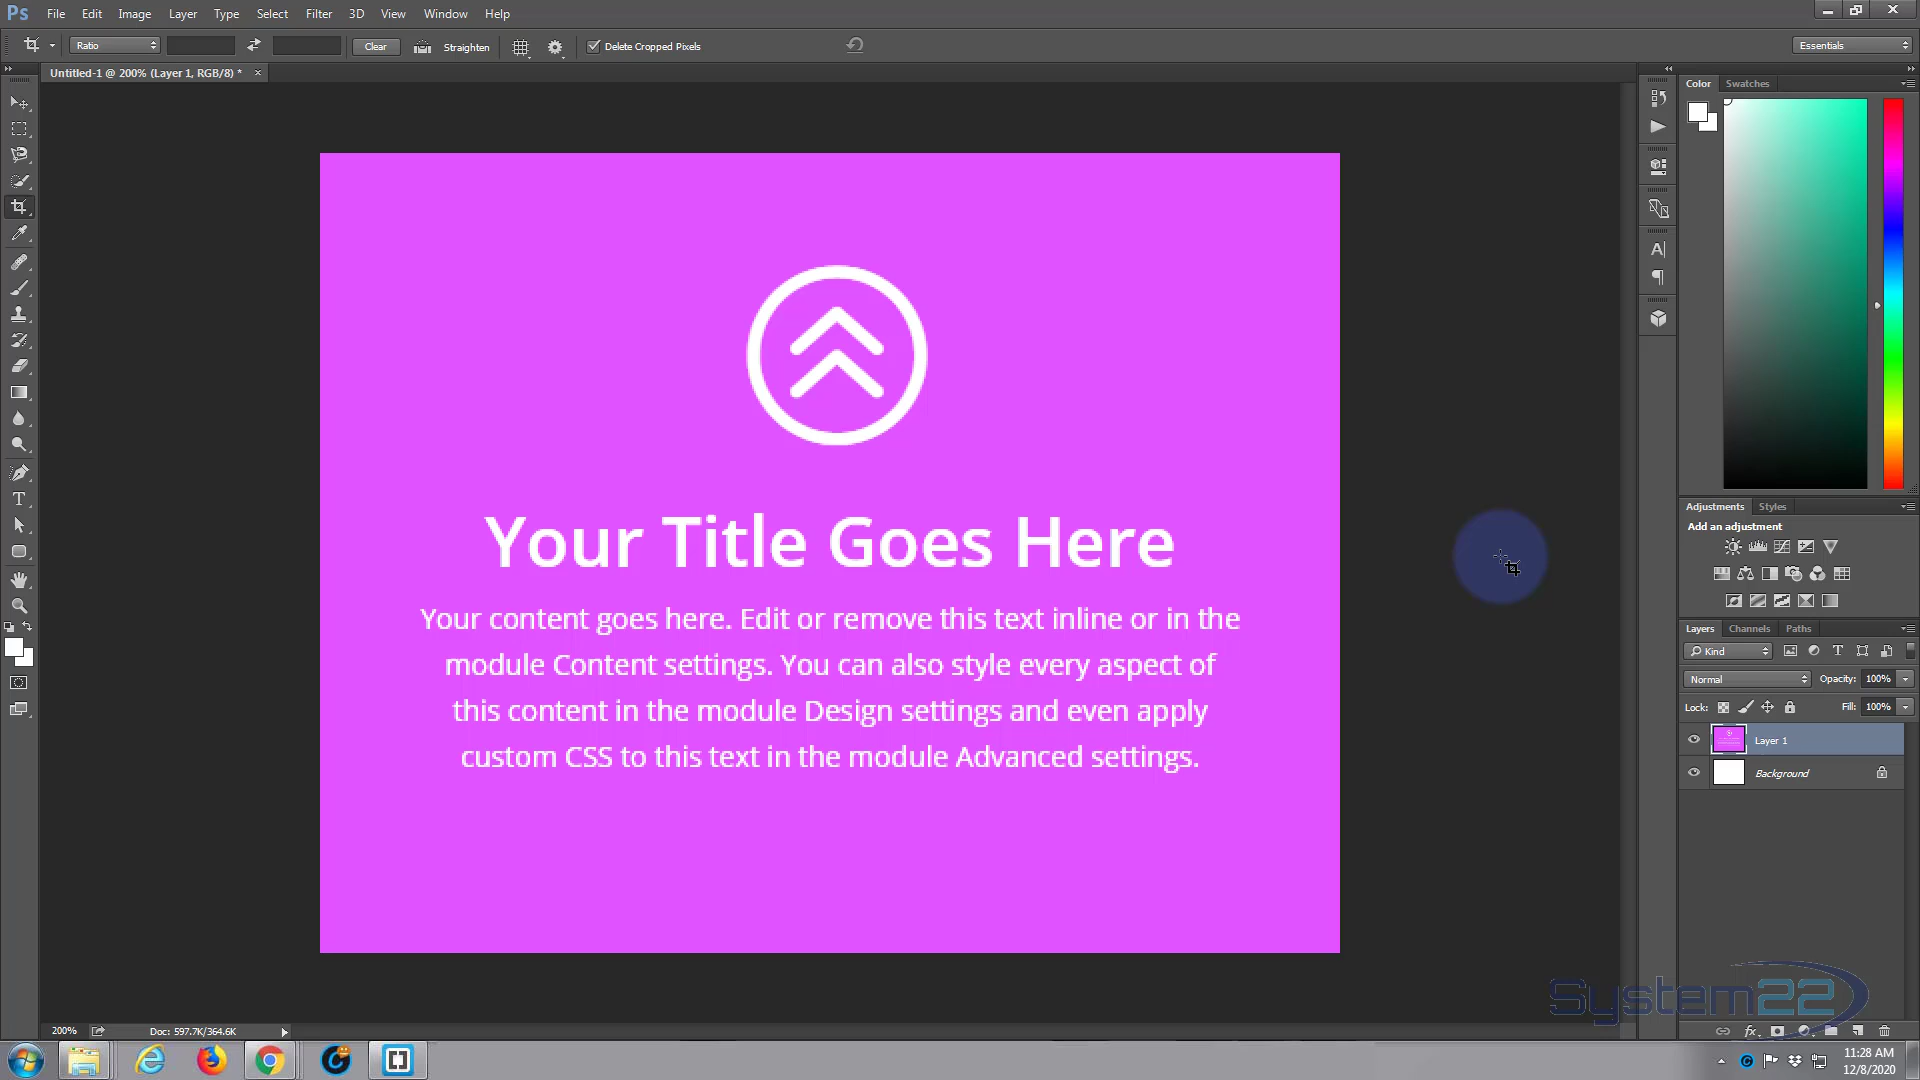 Ps File Edit Image Layer Type Select Filter 3D View Window Help
Ratio Clear Straighten Delete Cropped Pixels Essentials
Untitled-1 @ 200% (Layer 1, RGB/8) * ×
Color Swatches
Your Title Goes Here
Your content goes here. Edit or remove this text inline or in the
module Content settings. You can also style every aspect of
this content in the module Design settings and even apply
custom CSS to this text in the module Advanced settings.
Adjustments Styles
Add an adjustment
Layers Channels Paths
Kind
Normal Opacity: 100%
Lock: Fill: 100%
Layer 1
Background
System22
200% Doc: 597.7K/364.6K
11:28 AM
12/8/2020